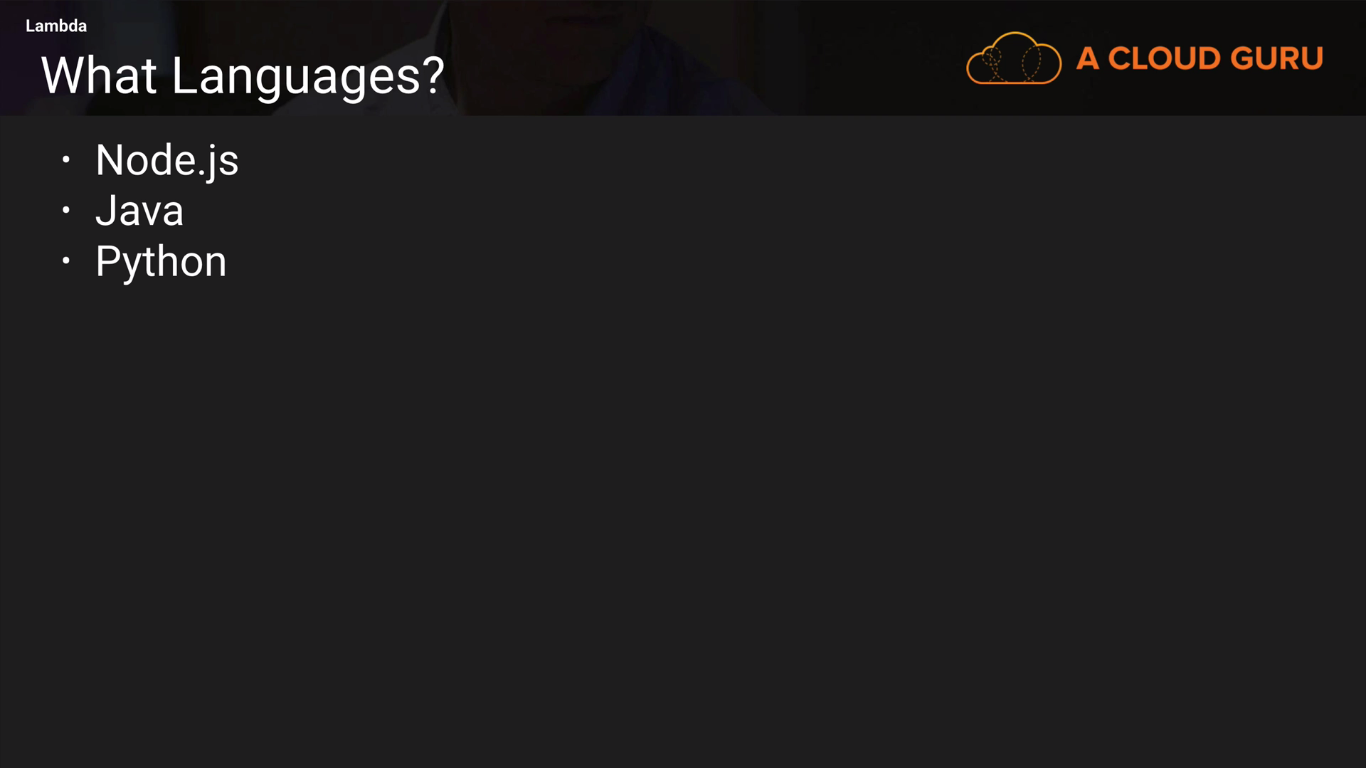 Lambda
What Languages?
A CLOUD GURU
• Node.js
• Java
• Python